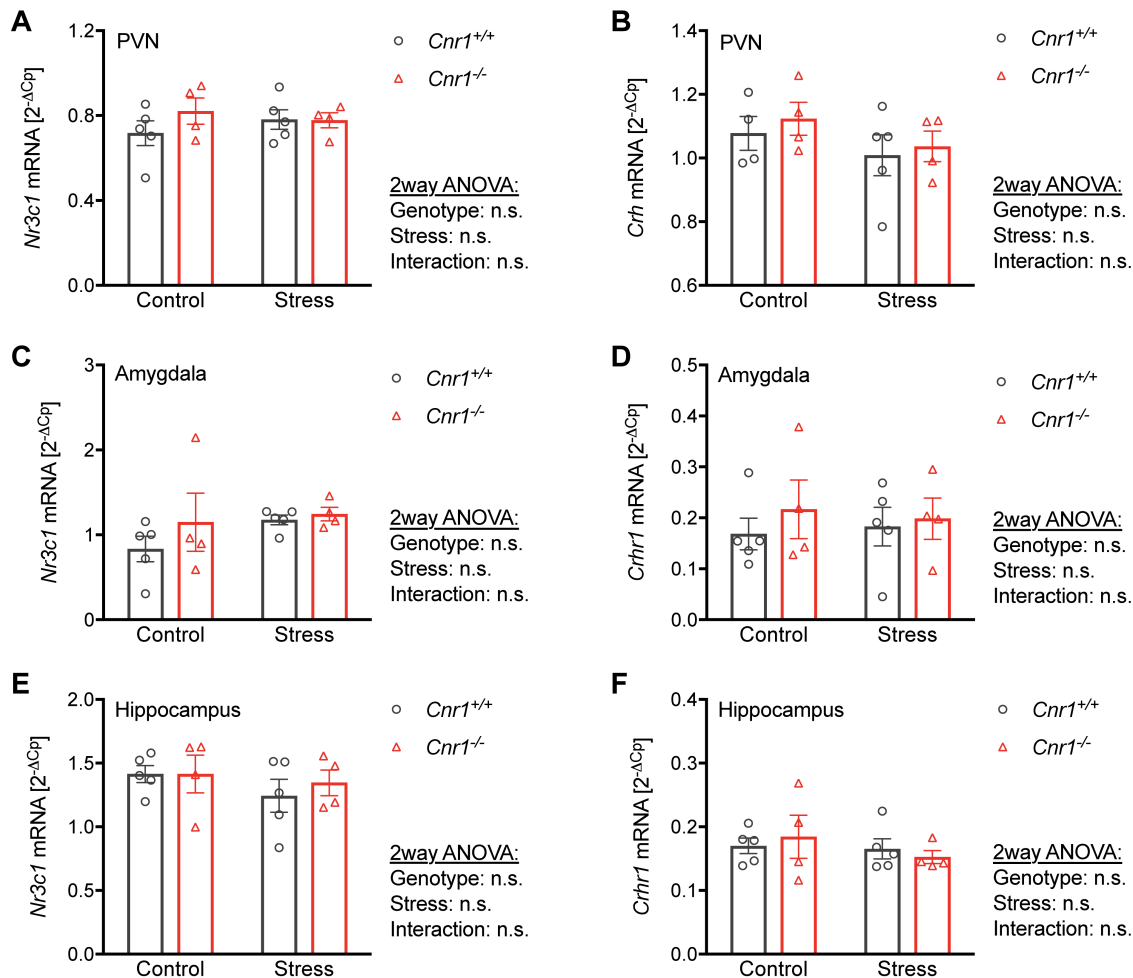 A
PVN
Nr3c1 mRNA [2^-ΔCp]
1.2
0.8
0.4
0.0
Control
Stress
Cnr1^+/+
Cnr1^-/-
2way ANOVA:
Genotype: n.s.
Stress: n.s.
Interaction: n.s.
B
PVN
Crh mRNA [2^-ΔCp]
1.4
1.2
1.0
1.0
0.6
Control
Stress
Cnr1^+/+
Cnr1^-/-
2way ANOVA:
Genotype: n.s.
Stress: n.s.
Interaction: n.s.
C
Amygdala
Nr3c1 mRNA [2^-ΔCp]
3
2
1
0
Control
Stress
Cnr1^+/+
Cnr1^-/-
2way ANOVA:
Genotype: n.s.
Stress: n.s.
Interaction: n.s.
D
Amygdala
Crhr1 mRNA [2^-ΔCp]
0.5
0.4
0.3
0.2
0.1
0.0
Control
Stress
Cnr1^+/+
Cnr1^-/-
2way ANOVA:
Genotype: n.s.
Stress: n.s.
Interaction: n.s.
E
Hippocampus
Nr3c1 mRNA [2^-ΔCp]
2.0
1.5
1.0
0.5
0.0
Control
Stress
Cnr1^+/+
Cnr1^-/-
2way ANOVA:
Genotype: n.s.
Stress: n.s.
Interaction: n.s.
F
Hippocampus
Crhr1 mRNA [2^-ΔCp]
0.4
0.3
0.2
0.1
0.0
Control
Stress
Cnr1^+/+
Cnr1^-/-
2way ANOVA:
Genotype: n.s.
Stress: n.s.
Interaction: n.s.